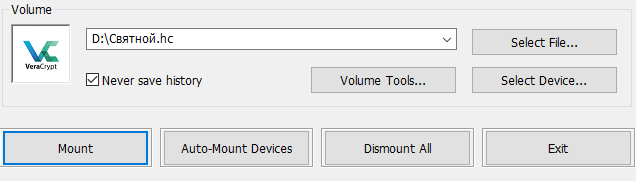 Volume
D:\Святной.hc
Select File...
VeraCrypt
Never save history
Volume Tools...
Select Device...
Mount
Auto-Mount Devices
Dismount All
Exit